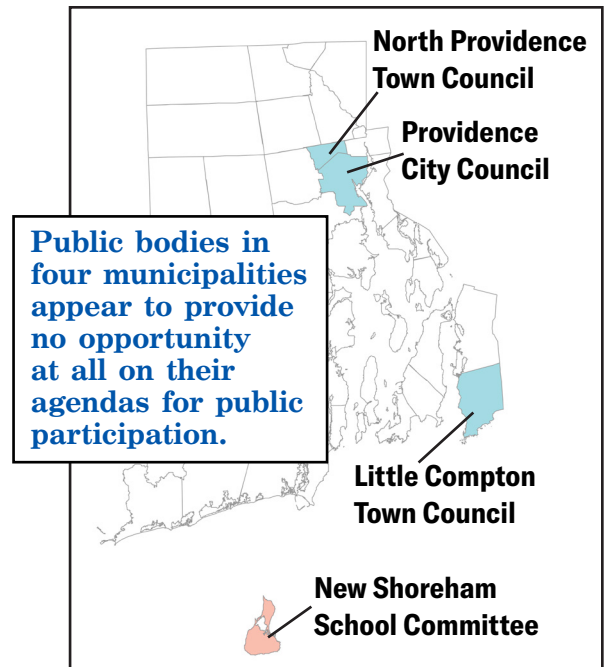 North Providence
Town Council
Providence
City Council
Public bodies in
four municipalities
appear to provide
no opportunity
at all on their
agendas for public
participation.
Little Compton
Town Council
New Shoreham
School Committee